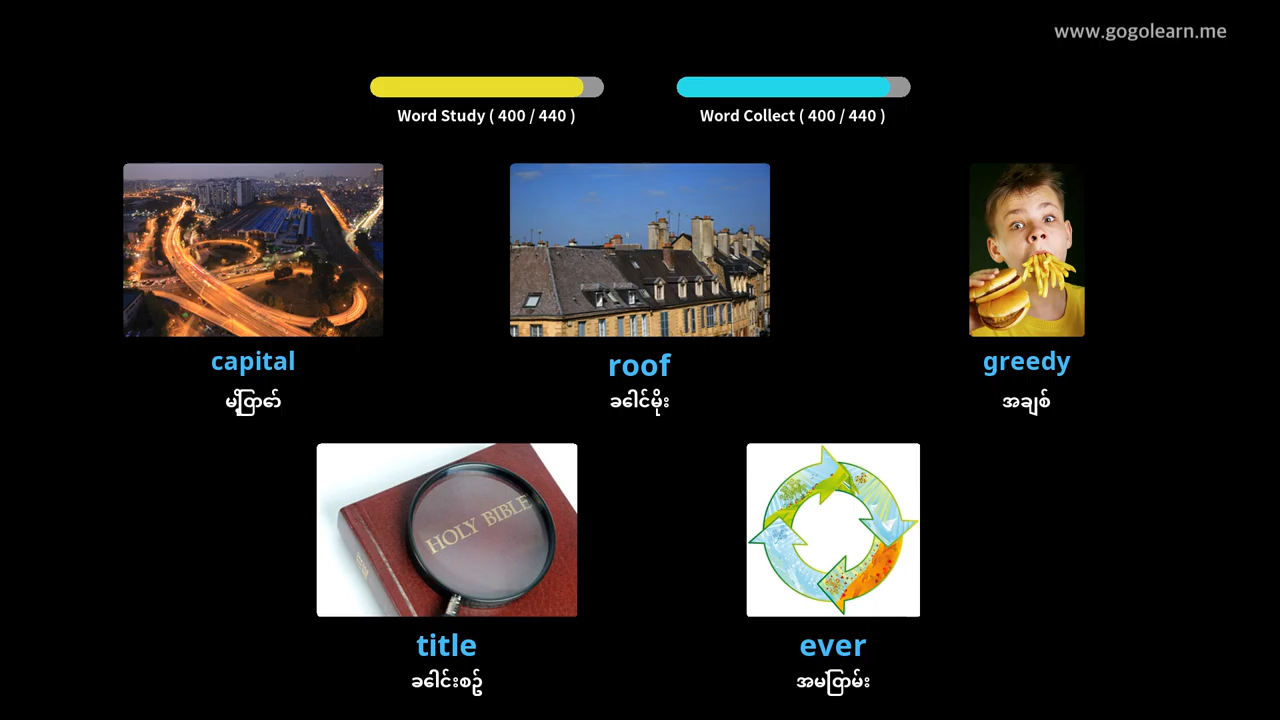 www.gogolearn.me
Word Study ( 400 / 440 )
Word Collect ( 400 / 440 )
capital
မြို့တော်
roof
ခေါင်မိုး
greedy
အချစ်
HOLY BIBLE
title
ခေါင်းစဉ်
ever
အမြတမ်း